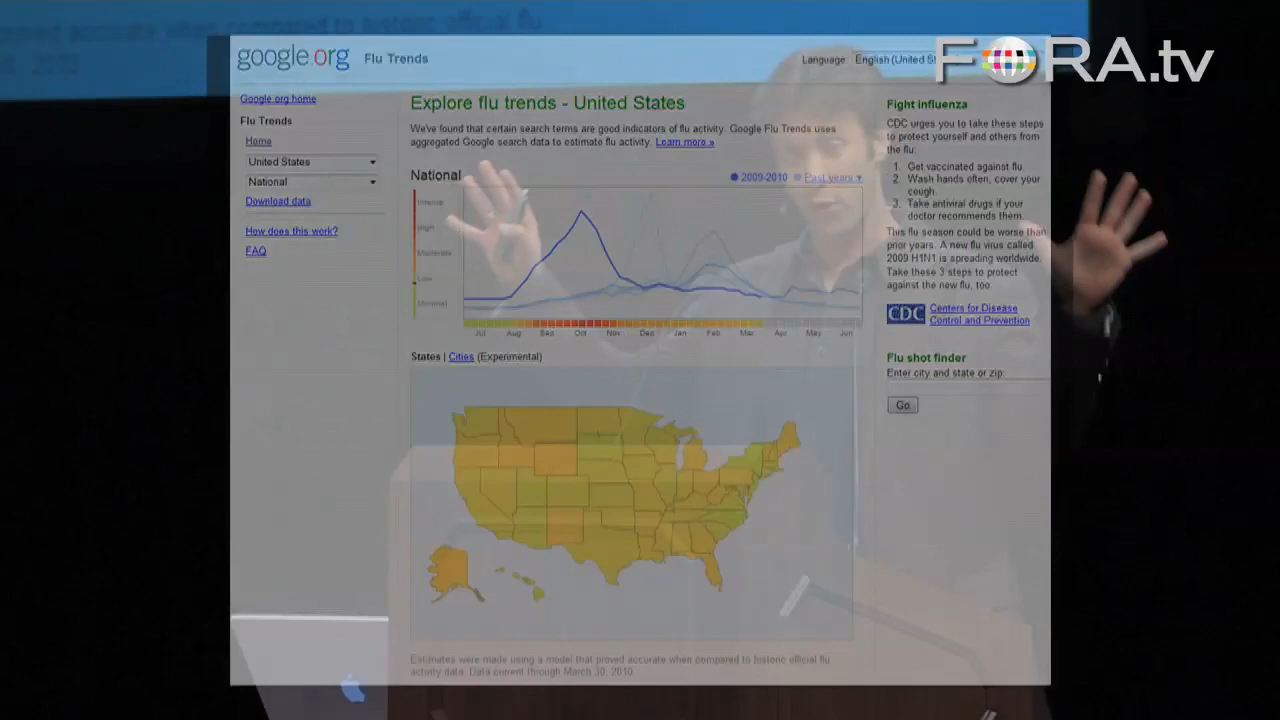 proved accurate when compared to historic official flu
google.org Flu Trends
Language English (United St
FORA.tv
Google.org home
Flu Trends
Home
United States
National
Download data
How does this work?
FAQ
Explore flu trends - United States
We've found that certain search terms are good indicators of flu activity. Google Flu Trends uses
aggregated Google search data to estimate flu activity. Learn more »
National
2009-2010 Past years ▼
Intense
High
Moderate
Low
Minimal
Jul Aug Sep Oct Nov Dec Jan Feb Mar Apr May Jun
States | Cities (Experimental)
Estimates were made using a model that proved accurate when compared to historic official flu
activity data. Data current through March 30, 2010.
Fight influenza
CDC urges you to take these steps
to protect yourself and others from
the flu:
1. Get vaccinated against flu.
2. Wash hands often, cover your
cough.
3. Take antiviral drugs if your
doctor recommends them.
This flu season could be worse than
prior years. A new flu virus called
2009 H1N1 is spreading worldwide.
Take these 3 steps to protect
against the new flu, too.
CDC Centers for Disease
Control and Prevention
Flu shot finder
Enter city and state or zip:
Go